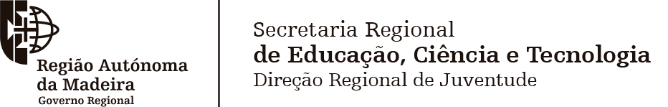 Região Autónoma
da Madeira
Governo Regional
Secretaria Regional
de Educação, Ciência e Tecnologia
Direção Regional de Juventude